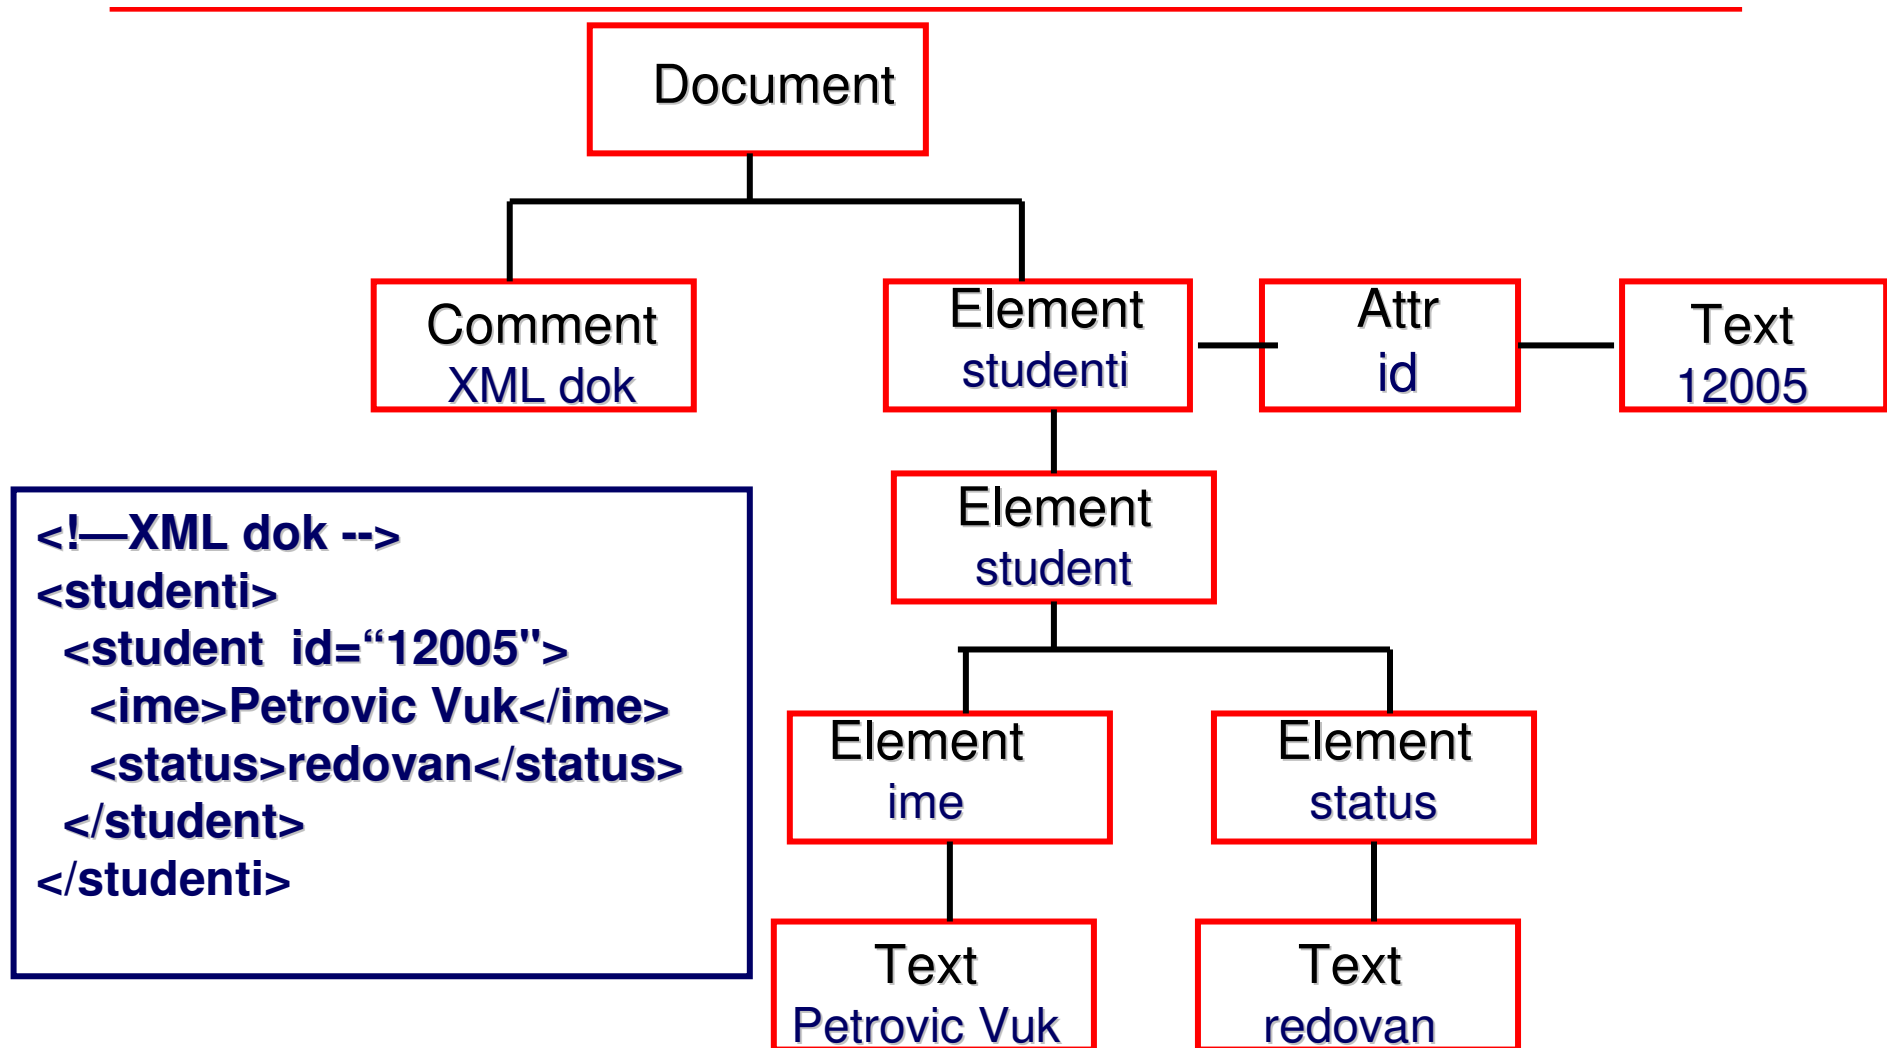 Document
Comment
XML dok
Element
studenti
Attr
id
Text
12005
Element
student
<!—XML dok -->
<studenti>
<student  id=“12005">
<ime>Petrovic Vuk</ime>
<status>redovan</status>
</student>
</studenti>
Element
ime
Element
status
Text
Petrovic Vuk
Text
redovan